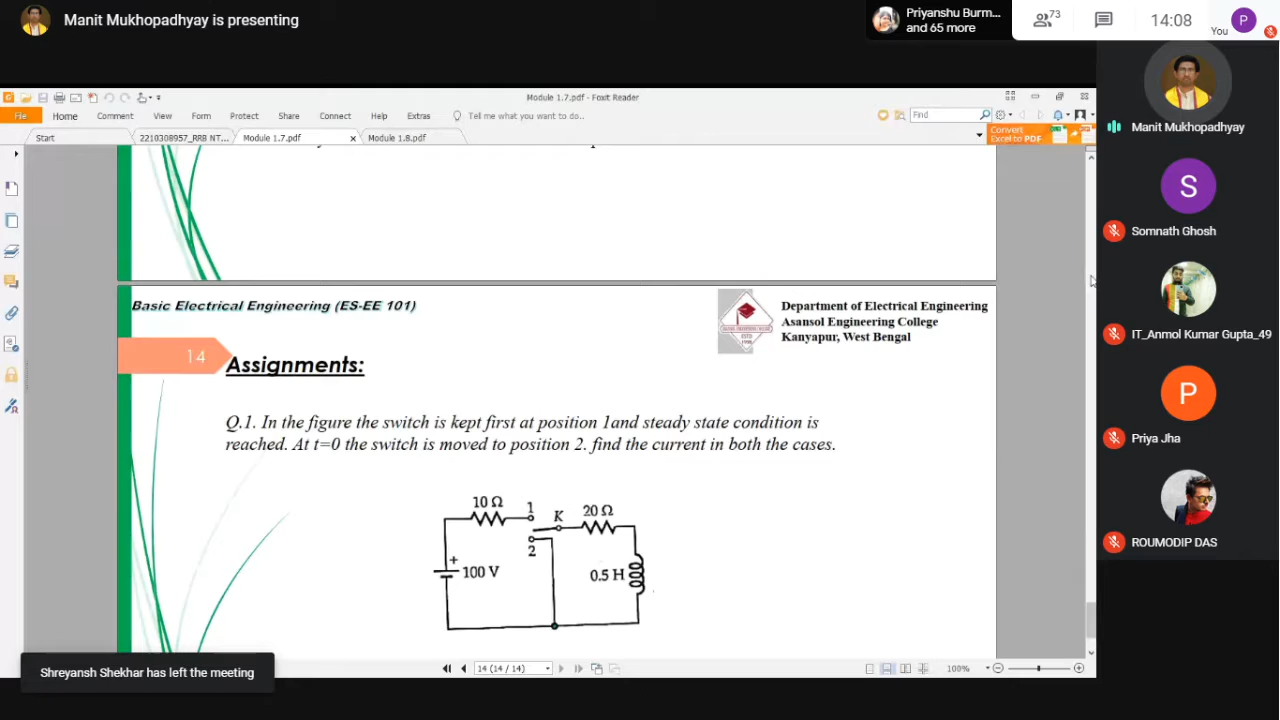 Manit Mukhopadhyay is presenting
Priyanshu Burm...
and 65 more
73
14:08
You
P
Module 1.7.pdf - Foxit Reader
File
Home
Comment
View
Form
Protect
Share
Connect
Help
Extras
Tell me what you want to do..
Find
Start
2210308957_RRB NT...
Module 1.7.pdf
Module 1.8.pdf
Convert
Excel to PDF
Basic Electrical Engineering (ES-EE 101)
Department of Electrical Engineering
Asansol Engineering College
Kanyapur, West Bengal
14
Assignments:
Q.1. In the figure the switch is kept first at position 1and steady state condition is
reached. At t=0 the switch is moved to position 2. find the current in both the cases.
10 Ω
1
K
20 Ω
2
+
100 V
0.5 H
14 (14 / 14)
100%
Shreyansh Shekhar has left the meeting
Manit Mukhopadhyay
S
Somnath Ghosh
IT_Anmol Kumar Gupta_49
P
Priya Jha
ROUMODIP DAS